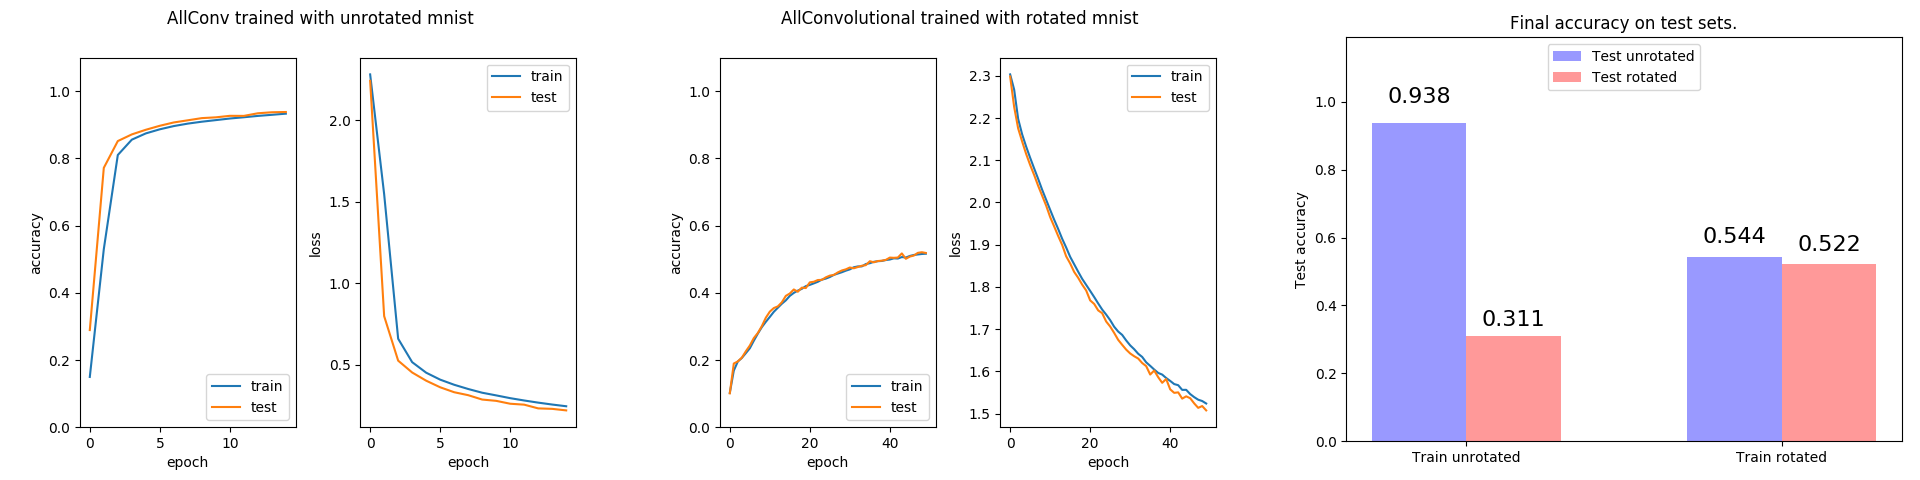 AllConv trained with unrotated mnist
accuracy
1.0
0.8
0.6
0.4
0.2
0.0
0
5
10
epoch
train
test
loss
2.0
1.5
1.0
0.5
0
5
10
epoch
train
test
AllConvolutional trained with rotated mnist
accuracy
1.0
0.8
0.6
0.4
0.2
0.0
0
20
40
epoch
train
test
loss
2.3
2.2
2.1
2.0
1.9
1.8
1.7
1.6
1.5
0
20
40
epoch
train
test
Final accuracy on test sets.
Test unrotated
Test rotated
Test accuracy
1.0
0.8
0.6
0.4
0.2
0.0
0.938
0.311
0.544
0.522
Train unrotated
Train rotated